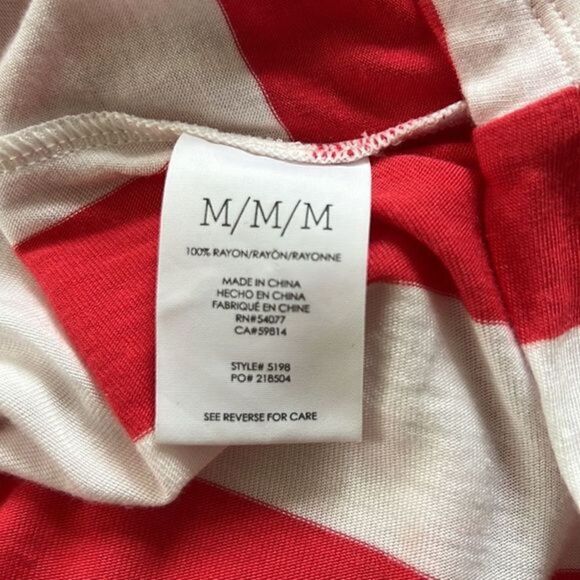 M/M/M
100% RAYON/RAYÓN/RAYONNE
MADE IN CHINA
HECHO EN CHINA
FABRIQUÉ EN CHINE
RN#54077
CA#59814
STYLE# 5198
PO# 218504
SEE REVERSE FOR CARE